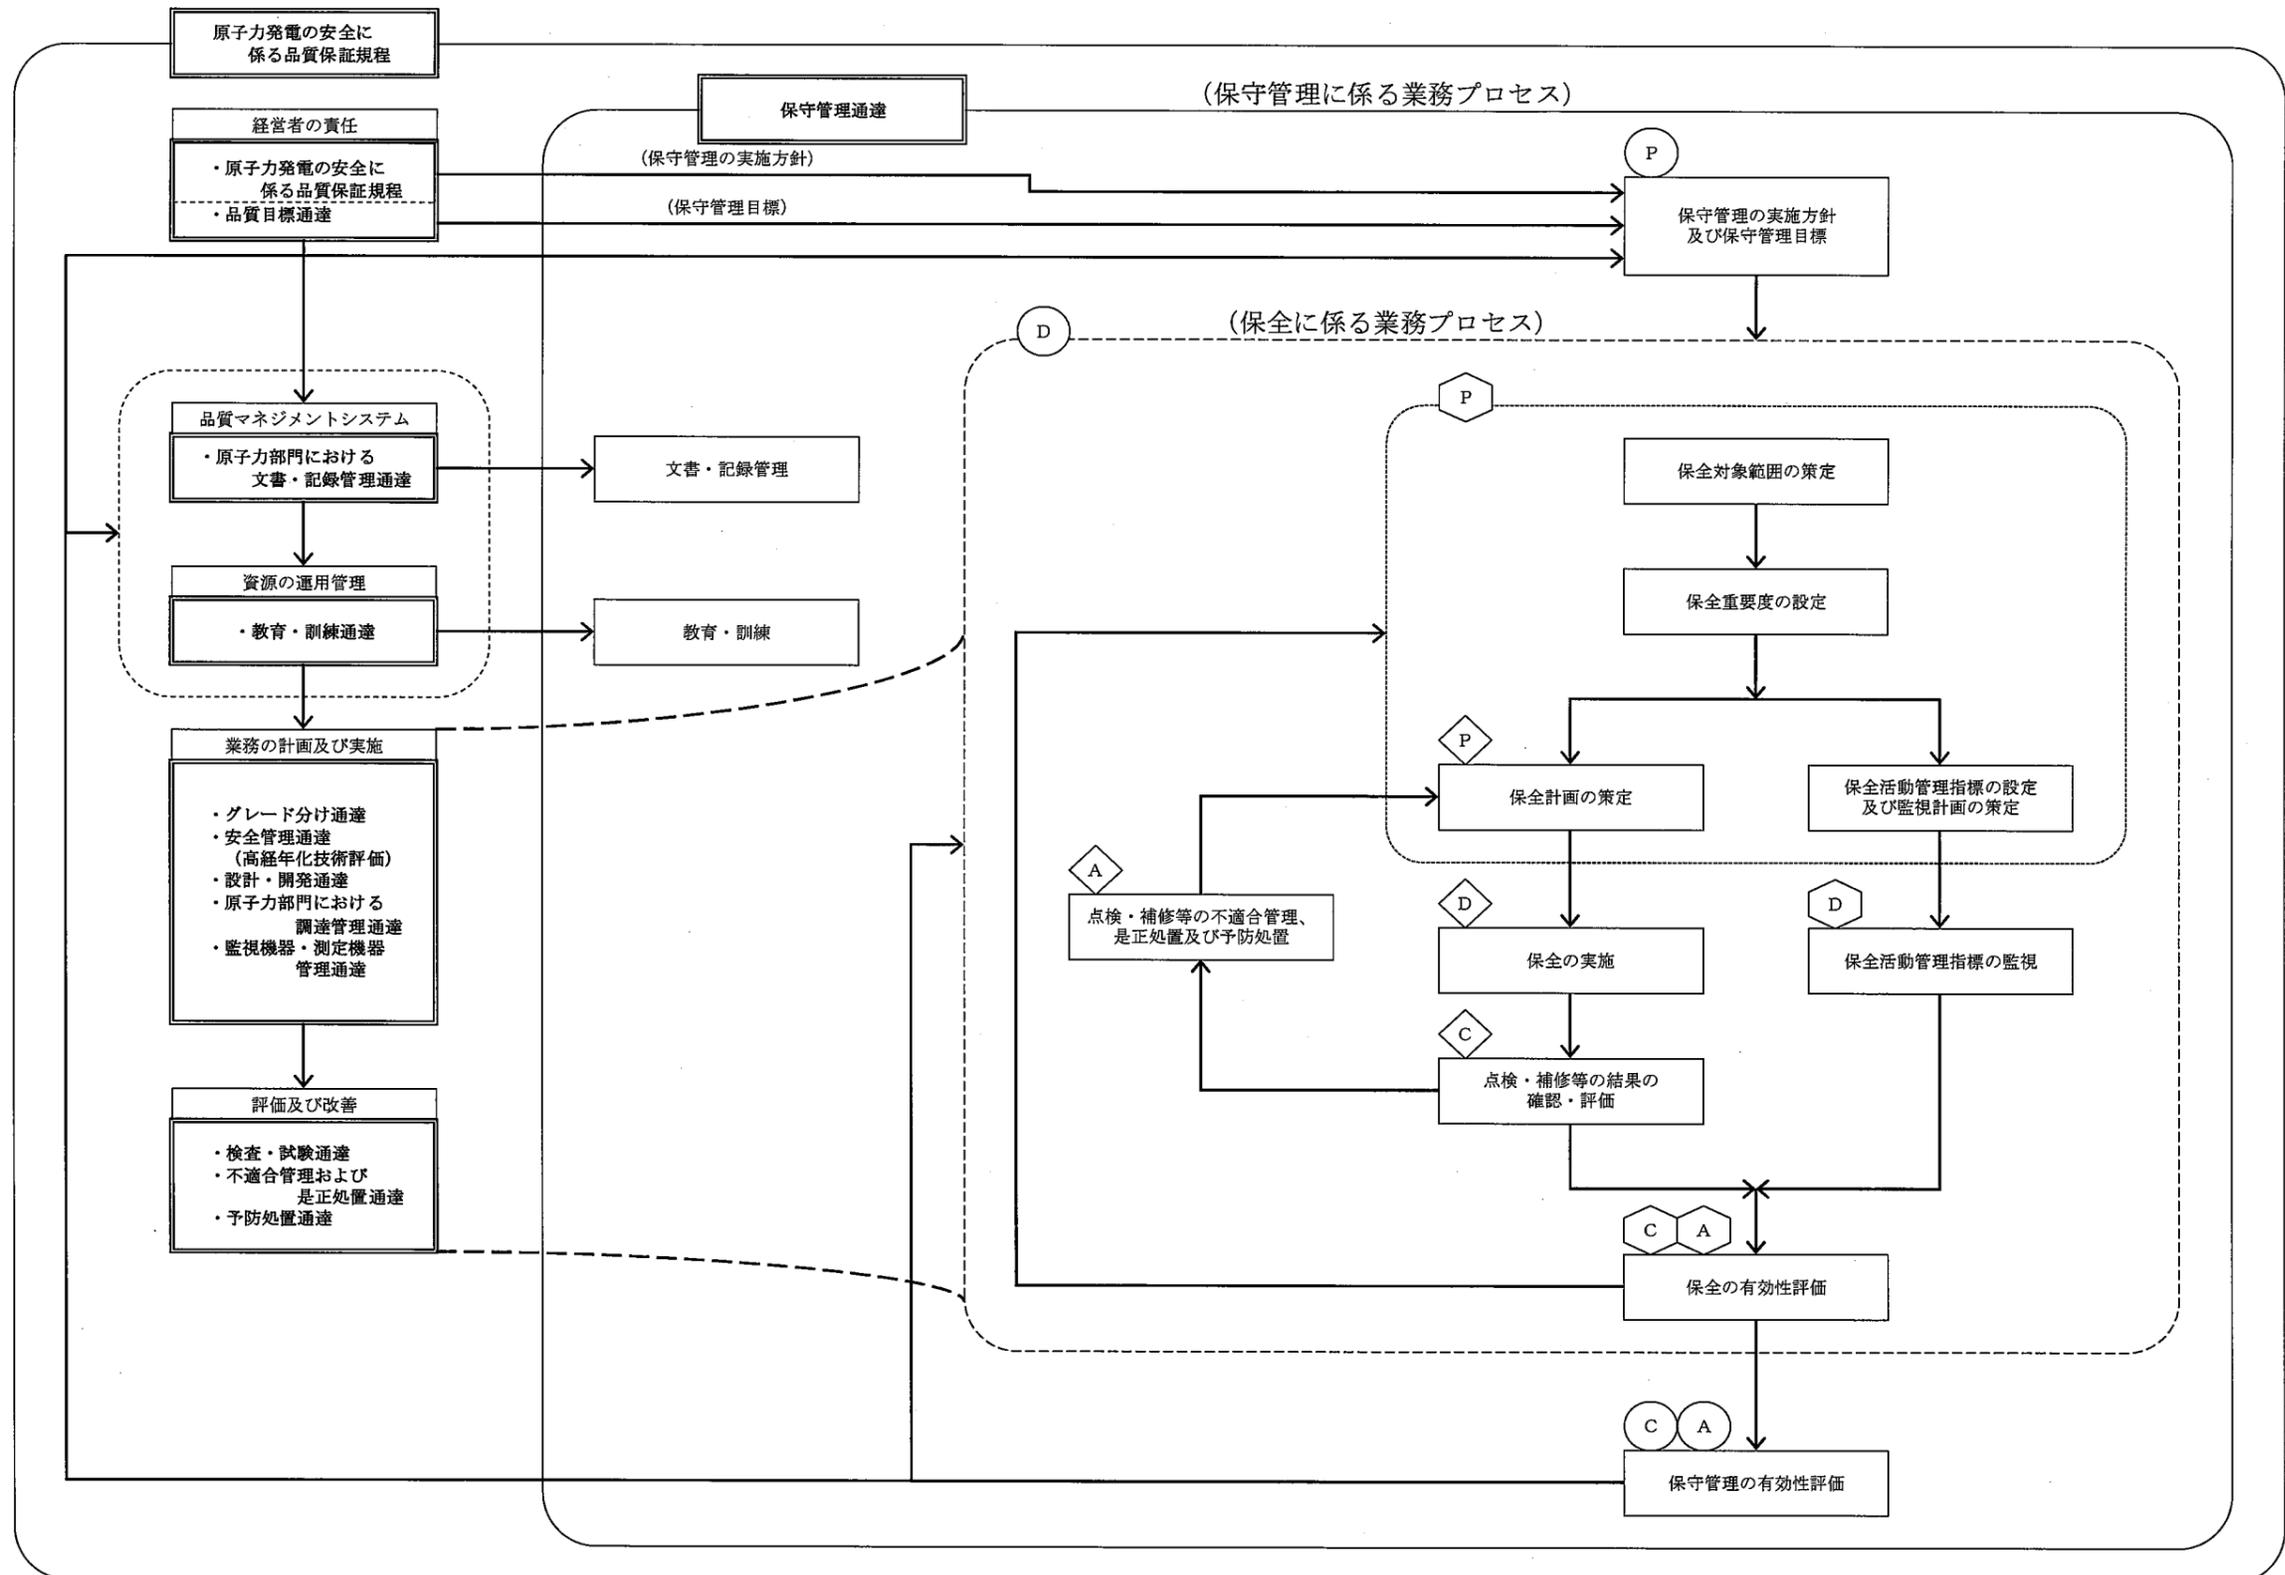 原子力発電の安全に
係る品質保証規程
保守管理通達
(保守管理に係る業務プロセス)
経営者の責任
・原子力発電の安全に
係る品質保証規程
・品質目標通達
(保守管理の実施方針)
(保守管理目標)
P
保守管理の実施方針
及び保守管理目標
D
(保全に係る業務プロセス)
品質マネジメントシステム
・原子力部門における
文書・記録管理通達
文書・記録管理
資源の運用管理
・教育・訓練通達
教育・訓練
業務の計画及び実施
・グレード分け通達
・安全管理通達
(高経年化技術評価)
・設計・開発通達
・原子力部門における
調達管理通達
・監視機器・測定機器
管理通達
評価及び改善
・検査・試験通達
・不適合管理および
是正処置通達
・予防処置通達
P
保全対象範囲の策定
保全重要度の設定
P
保全計画の策定
保全活動管理指標の設定
及び監視計画の策定
A
点検・補修等の不適合管理、
是正処置及び予防処置
D
保全の実施
D
保全活動管理指標の監視
C
点検・補修等の結果の
確認・評価
C A
保全の有効性評価
C A
保守管理の有効性評価